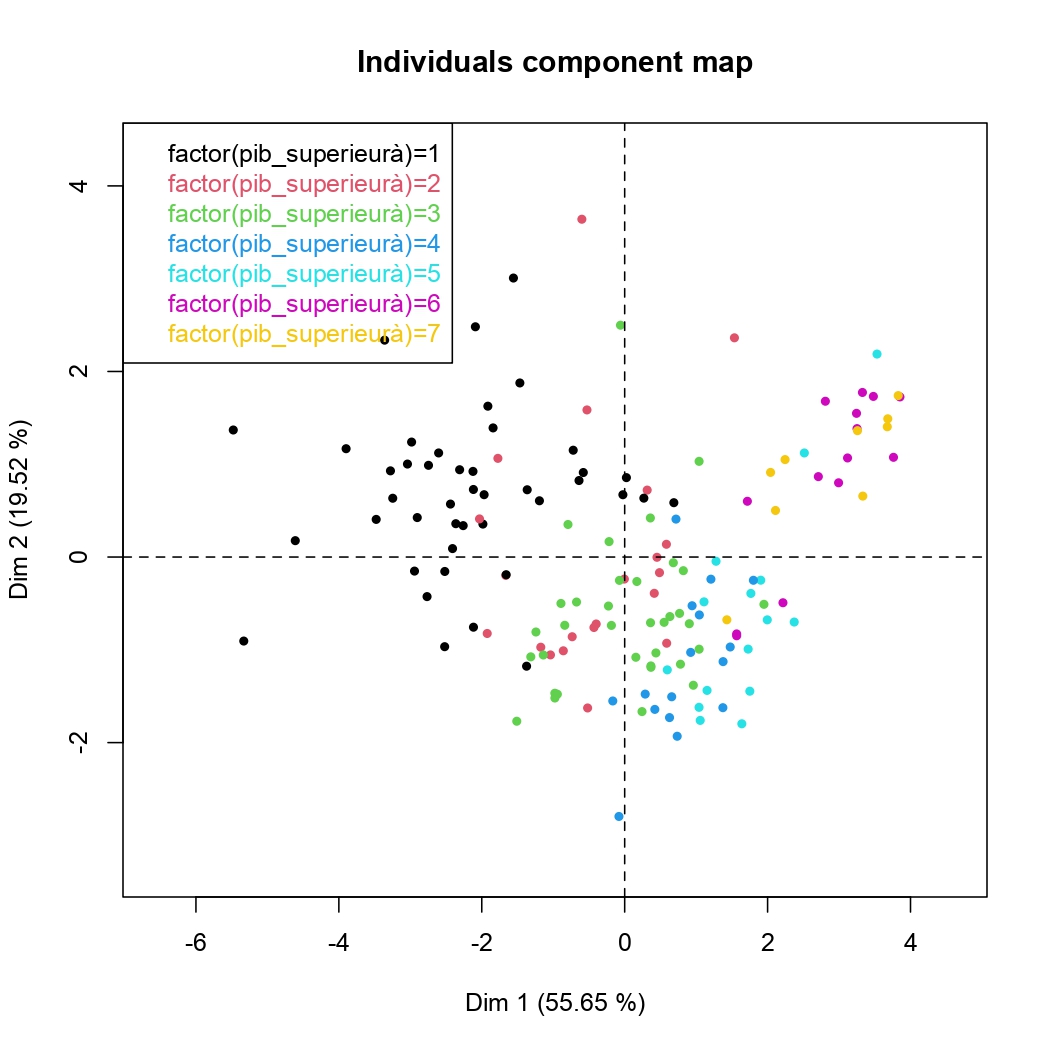 Individuals component map
factor(pib_superieurà)=1
factor(pib_superieurà)=2
factor(pib_superieurà)=3
factor(pib_superieurà)=4
factor(pib_superieurà)=5
factor(pib_superieurà)=6
factor(pib_superieurà)=7
4
2
0
-2
Dim 2 (19.52 %)
-6 -4 -2 0 2 4
Dim 1 (55.65 %)